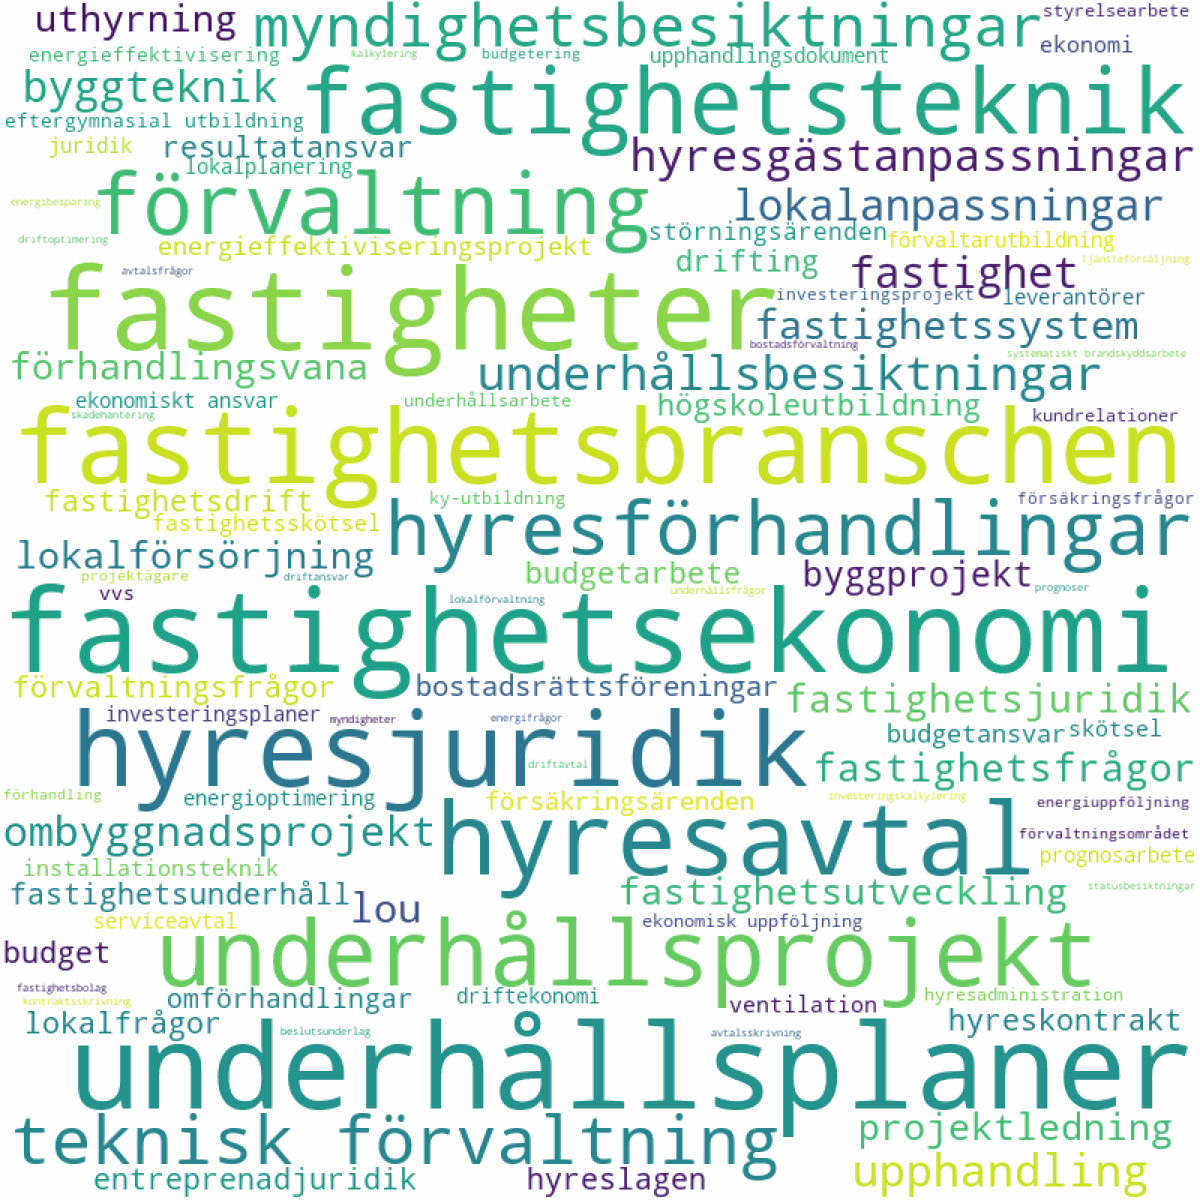 uthyrning
myndighetsbesiktningar
styrelsearbete
energieffektivisering
kalkylering
budgetering
upphandlingsdokument
ekonomi
byggteknik
fastighetsteknik
eftergymnasial utbildning
juridik
resultatansvar
hyresgästanpassningar
lokalplanering
förvaltning
energibesparing
lokalanpassningar
driftoptimering
energieffektiviseringsprojekt
störningsärenden
förvaltarutbildning
drifting
fastighet
tjänsteförsäljning
avtalsfrågor
fastigheter
investeringsprojekt
leverantörer
fastighetssystem
bostadsförvaltning
systematiskt brandskyddsarbete
förhandlingsvana
underhållsbesiktningar
ekonomiskt ansvar
underhållsarbete
högskoleutbildning
skadehantering
kundrelationer
fastighetsbranschen
fastighetsdrift
ky-utbildning
försäkringsfrågor
fastighetsskötsel
hyresförhandlingar
lokalförsörjning
projektägare
driftansvar
budgetarbete
byggprojekt
vvs
lokalförvaltning
underhållsfrågor
prognoser
fastighetsekonomi
förvaltningsfrågor
bostadsrättsföreningar
fastighetsjuridik
investeringsplaner
myndigheter
energifrågor
budgetansvar
skötsel
hyresjuridik
driftavtal
fastighetsfrågor
förhandling
energioptimering
försäkringsärenden
investeringskalkylering
energiuppföljning
ombyggnadsprojekt
hyresavtal
förvaltningsområdet
prognosarbete
installationsteknik
fastighetsunderhåll
lou
fastighetsutveckling
statusbesiktningar
serviceavtal
ekonomisk uppföljning
budget
underhållsprojekt
fastighetsbolag
kontraktsskrivning
omförhandlingar
driftekonomi
ventilation
hyresadministration
lokalfrågor
beslutsunderlag
avtalsskrivning
hyreskontrakt
underhållsplaner
teknisk förvaltning
projektledning
entreprenadjuridik
hyreslagen
upphandling